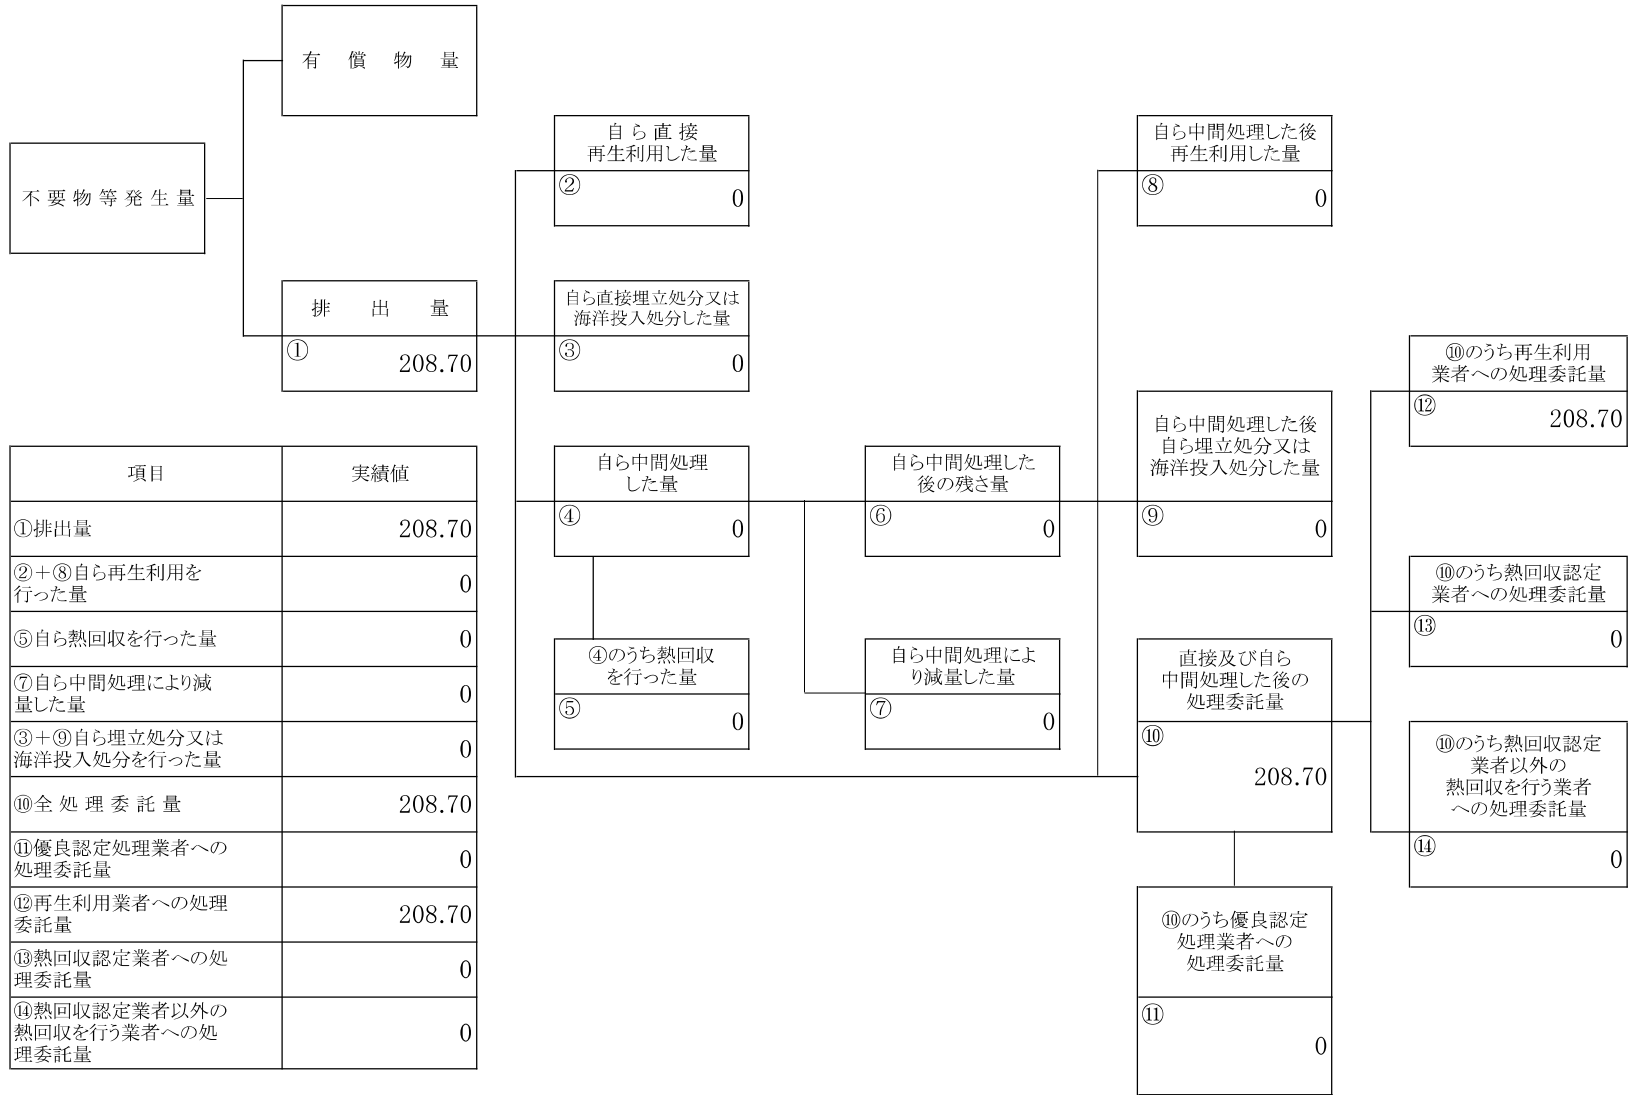 有償物量
不要物等発生量
排出量
①
208.70
自ら直接
再生利用した量
②
0
自ら直接埋立処分又は
海洋投入処分した量
③
0
自ら中間処理
した量
④
0
④のうち熱回収
を行った量
⑤
0
自ら中間処理した
後の残さ量
⑥
0
自ら中間処理によ
り減量した量
⑦
0
自ら中間処理した後
再生利用した量
⑧
0
自ら中間処理した後
自ら埋立処分又は
海洋投入処分した量
⑨
0
直接及び自ら
中間処理した後の
処理委託量
⑩
208.70
⑩のうち優良認定
処理業者への
処理委託量
⑪
0
⑩のうち再生利用
業者への処理委託量
⑫
208.70
⑩のうち熱回収認定
業者への処理委託量
⑬
0
⑩のうち熱回収認定
業者以外の
熱回収を行う業者
への処理委託量
⑭
0
項目 実績値
①排出量 208.70
②＋⑧自ら再生利用を
行った量
0
⑤自ら熱回収を行った量 0
⑦自ら中間処理により減
量した量
0
③＋⑨自ら埋立処分又は
海洋投入処分を行った量
0
⑩全処理委託量 208.70
⑪優良認定処理業者への
処理委託量
0
⑫再生利用業者への処理
委託量
208.70
⑬熱回収認定業者への処
理委託量
0
⑭熱回収認定業者以外の
熱回収を行う業者への処
理委託量
0